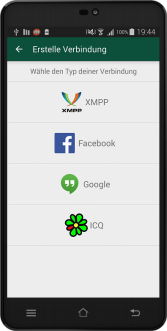 19:44
Erstelle Verbindung
Wähle den Typ deiner Verbindung
XMPP
XMPP
Facebook
Google
ICQ